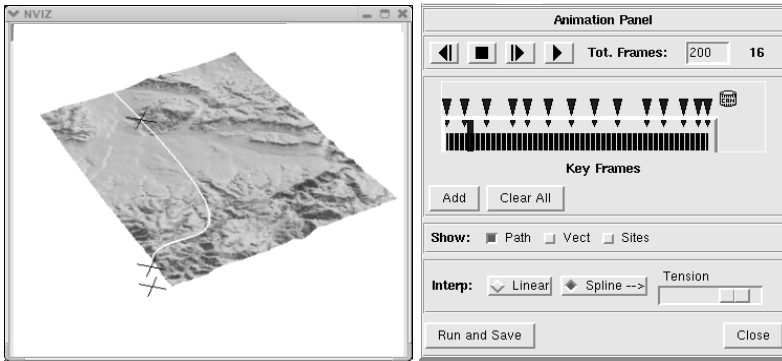 NVIZ
Animation Panel
Tot. Frames: 200 16
Key Frames
Add Clear All
Show: Path Vect Sites
Interp: Linear Spline --> Tension
Run and Save Close